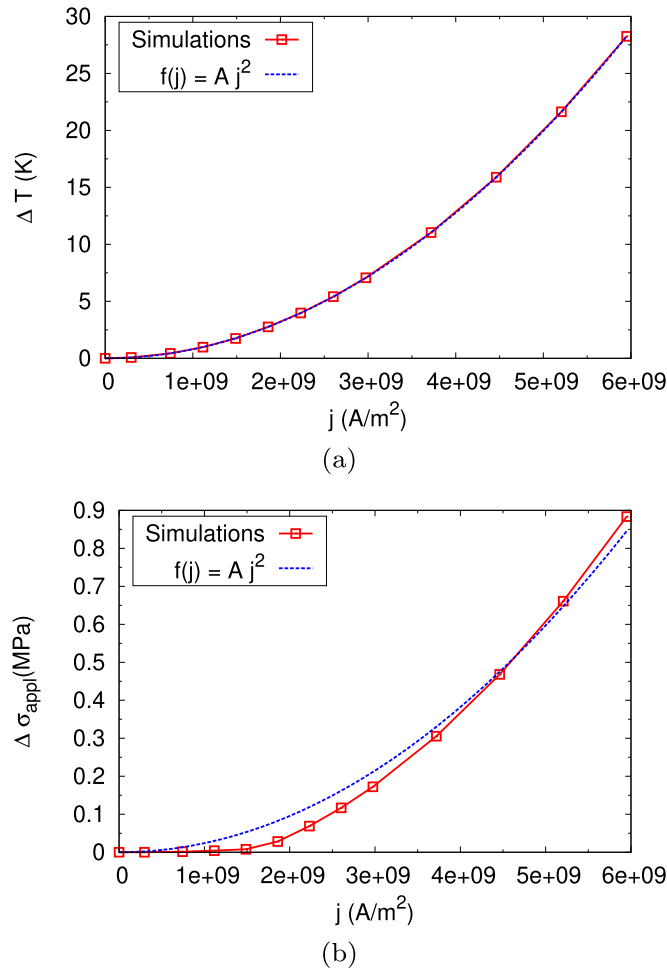 30
25
20
15
10
5
0
Δ T (K)
Simulations
f(j) = A j²
0 1e+09 2e+09 3e+09 4e+09 5e+09 6e+09
j (A/m²)
(a)
0.9
0.8
0.7
0.6
0.5
0.4
0.3
0.2
0.1
0
Δ σappl(MPa)
Simulations
f(j) = A j²
0 1e+09 2e+09 3e+09 4e+09 5e+09 6e+09
j (A/m²)
(b)